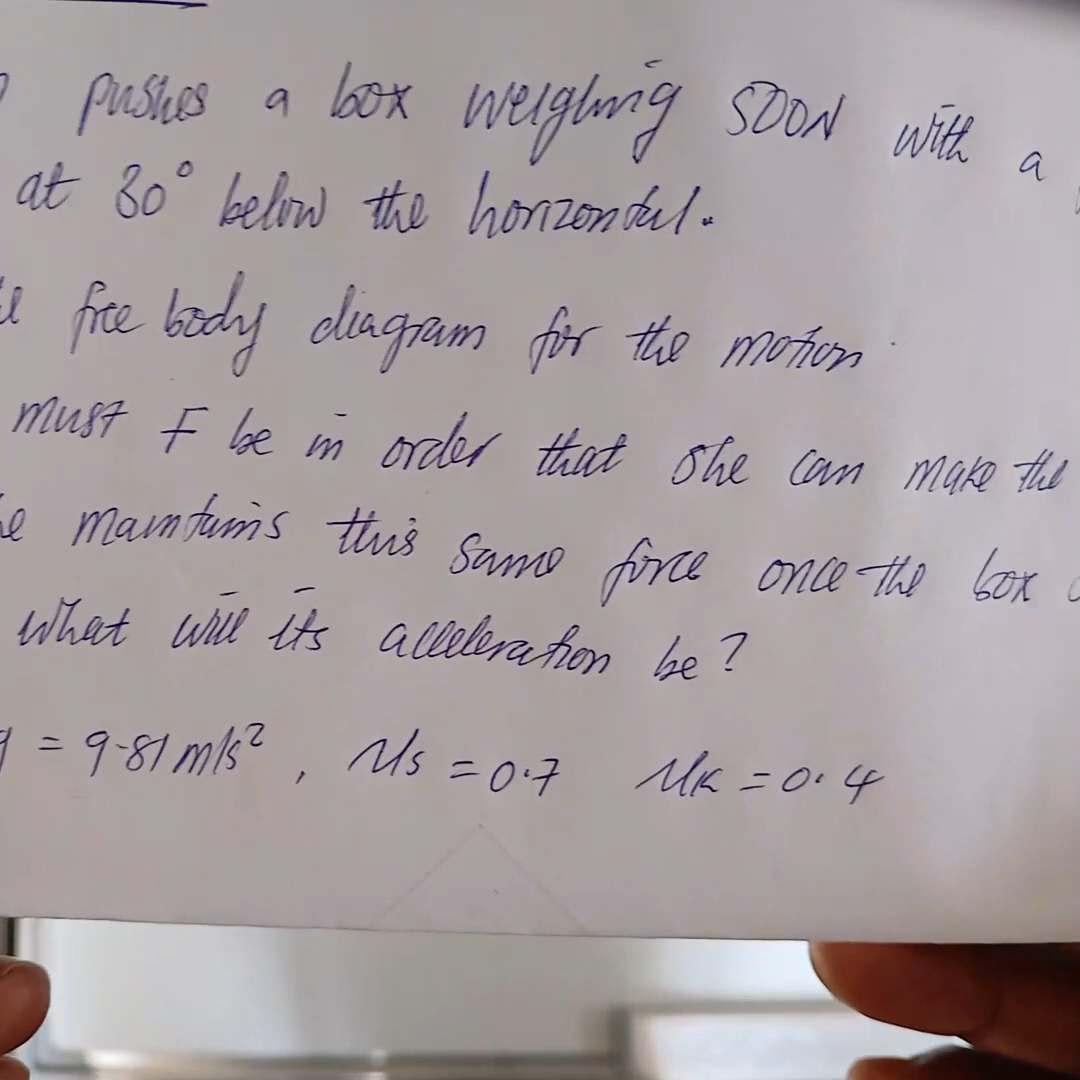 pushes a box weighing 500N with a
at 30° below the horizontal.
free body diagram for the motion
must F be in order that she can make the
maintains this same force once the box
what will its acceleration be?
= 9.81 m/s², Ms = 0.7 Mk = 0.4